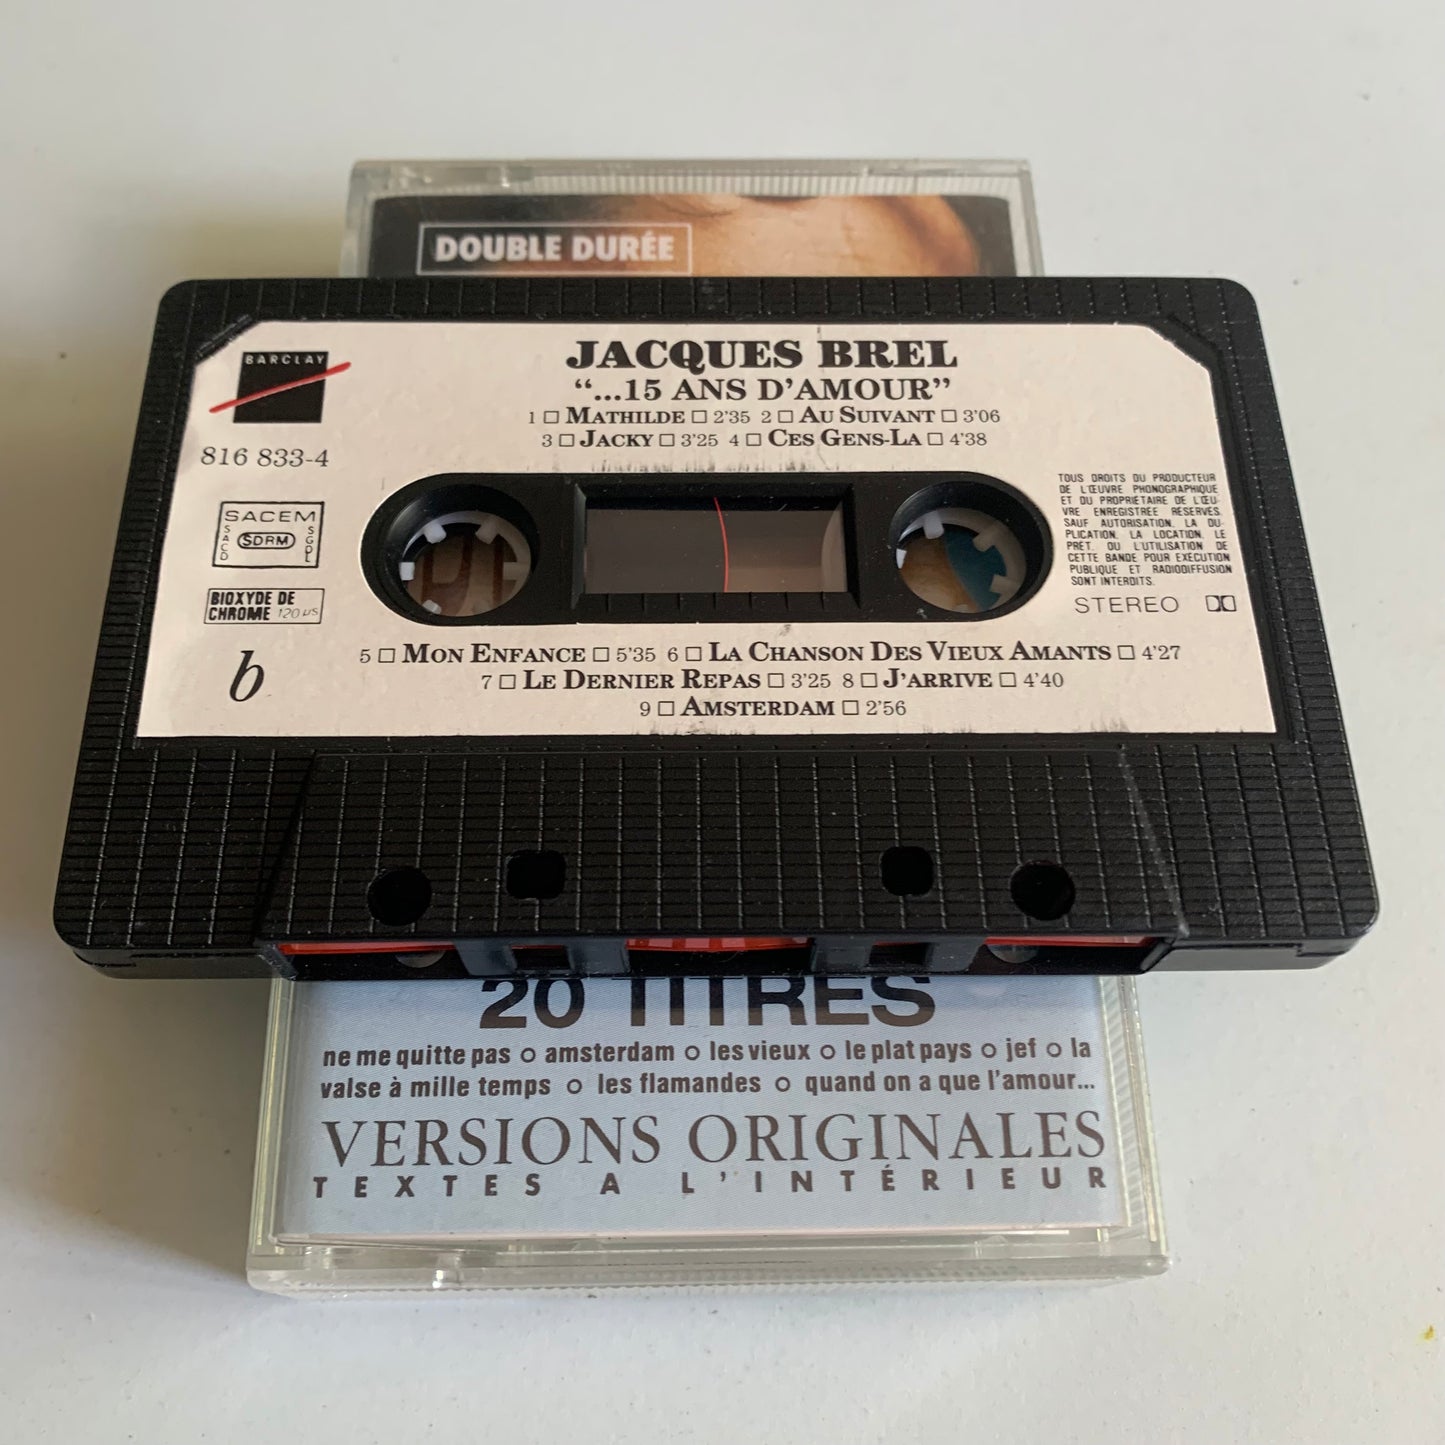 DOUBLE DURÉE
BARCLAY
816 833-4
JACQUES BREL
“...15 ANS D’AMOUR”
1 □ MATHILDE □ 2’35 2 □ AU SUIVANT □ 3’06
3 □ JACKY □ 3’25 4 □ CES GENS-LA □ 4’38
SACEM
SACD
SDRM
SGDL
BIOXYDE DE
CHROME 120 µS
b
TOUS DROITS DU PRODUCTEUR
DE L’ŒUVRE PHONOGRAPHIQUE
ET DU PROPRIÉTAIRE DE L’ŒU-
VRE ENREGISTRÉE RÉSERVÉS.
SAUF AUTORISATION, LA DU-
PLICATION, LA LOCATION, LE
PRÊT, OU L’UTILISATION DE
CETTE BANDE POUR EXÉCUTION
PUBLIQUE ET RADIODIFFUSION
SONT INTERDITS.
STEREO
5 □ MON ENFANCE □ 5’35 6 □ LA CHANSON DES VIEUX AMANTS □ 4’27
7 □ LE DERNIER REPAS □ 3’25 8 □ J’ARRIVE □ 4’40
9 □ AMSTERDAM □ 2’56
20 TITRES
ne me quitte pas o amsterdam o les vieux o le plat pays o jef o la
valse à mille temps o les flamandes o quand on a que l’amour...
VERSIONS ORIGINALES
TEXTES A L’INTÉRIEUR